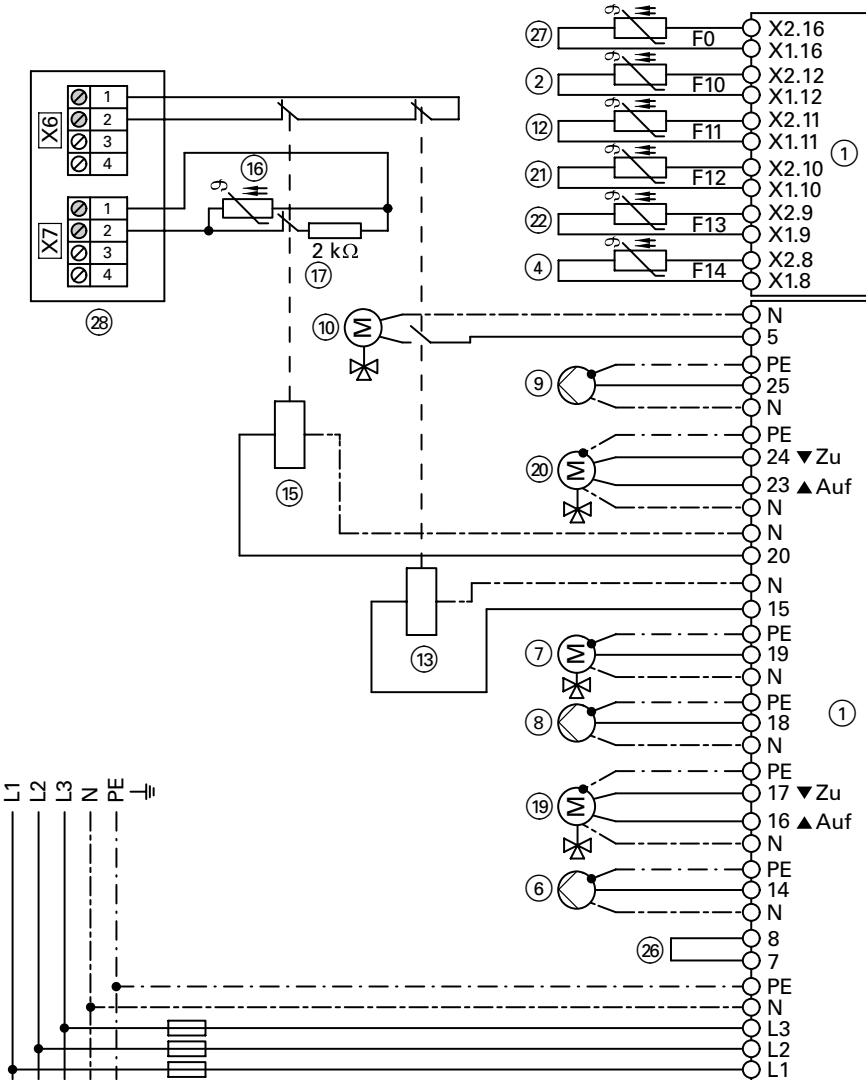 27 F0 X2.16
X1.16
2 F10 X2.12
X1.12
12 F11 X2.11
X1.11
21 F12 X2.10
X1.10
22 F13 X2.9
X1.9
4 F14 X2.8
X1.8
1
X6
1
2
3
4
X7
1
2
3
4
28
ϑ
ϑ
ϑ
ϑ
ϑ
ϑ
16
ϑ
2 kΩ
17
10 M N
5
9 PE
25
N
20 M PE
24 ▼Zu
23 ▲Auf
N
15 N
20
13 N
15
7 M PE
19
N
8 PE
18
N
1
19 M PE
17 ▼Zu
16 ▲Auf
N
6 PE
14
N
26 8
7
L1 L2 L3 N PE
PE
N
L3
L2
L1